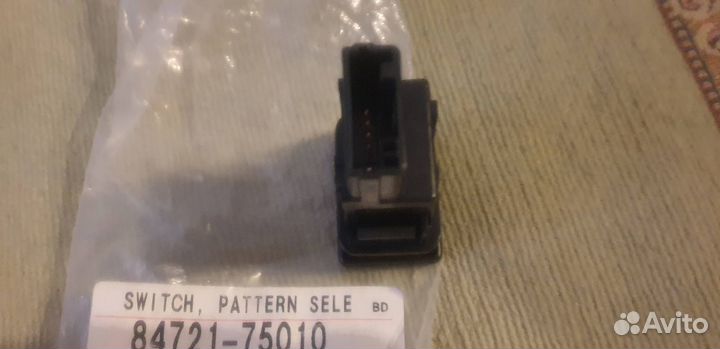 SWITCH, PATTERN SELE BD
84721-75010
Avito